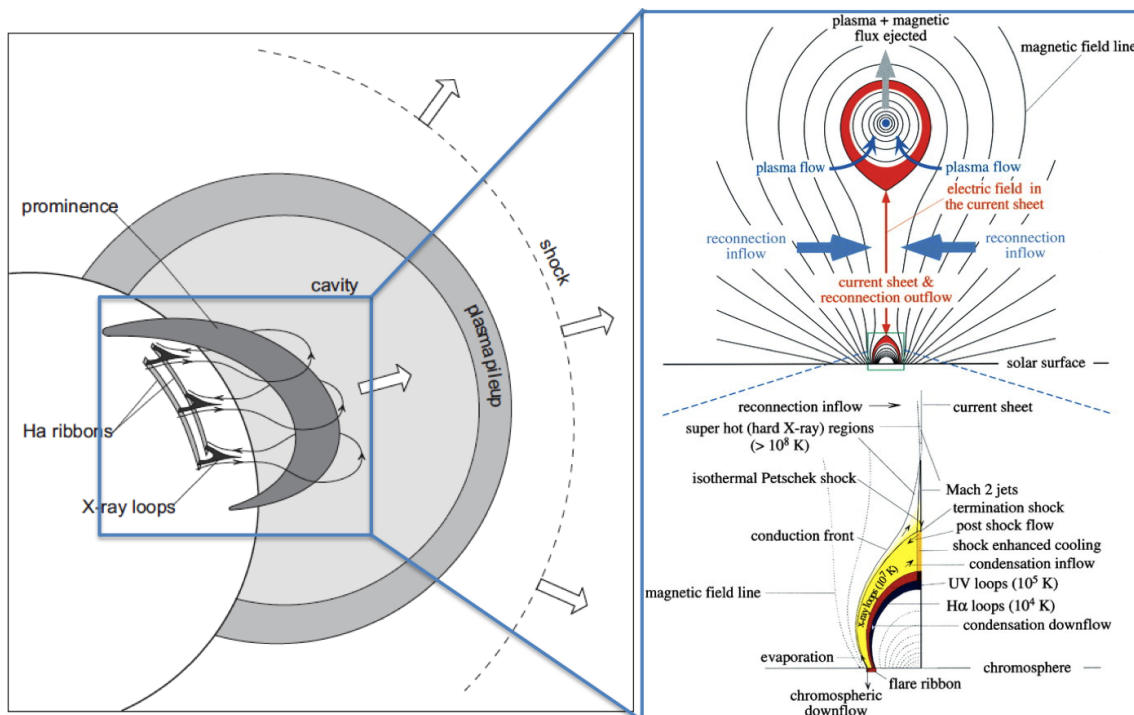 prominence
shock
cavity
plasma pileup
Ha ribbons
X-ray loops
plasma + magnetic
flux ejected
magnetic field line
plasma flow
plasma flow
electric field in
the current sheet
reconnection
inflow
reconnection
inflow
current sheet &
reconnection outflow
solar surface
reconnection inflow
current sheet
super hot (hard X-ray) regions
(> 10⁸ K)
isothermal Petschek shock
Mach 2 jets
termination shock
post shock flow
conduction front
shock enhanced cooling
condensation inflow
x-ray loops (10⁷ K)
UV loops (10⁵ K)
magnetic field line
Hα loops (10⁴ K)
condensation downflow
evaporation
chromosphere
flare ribbon
chromospheric
downflow